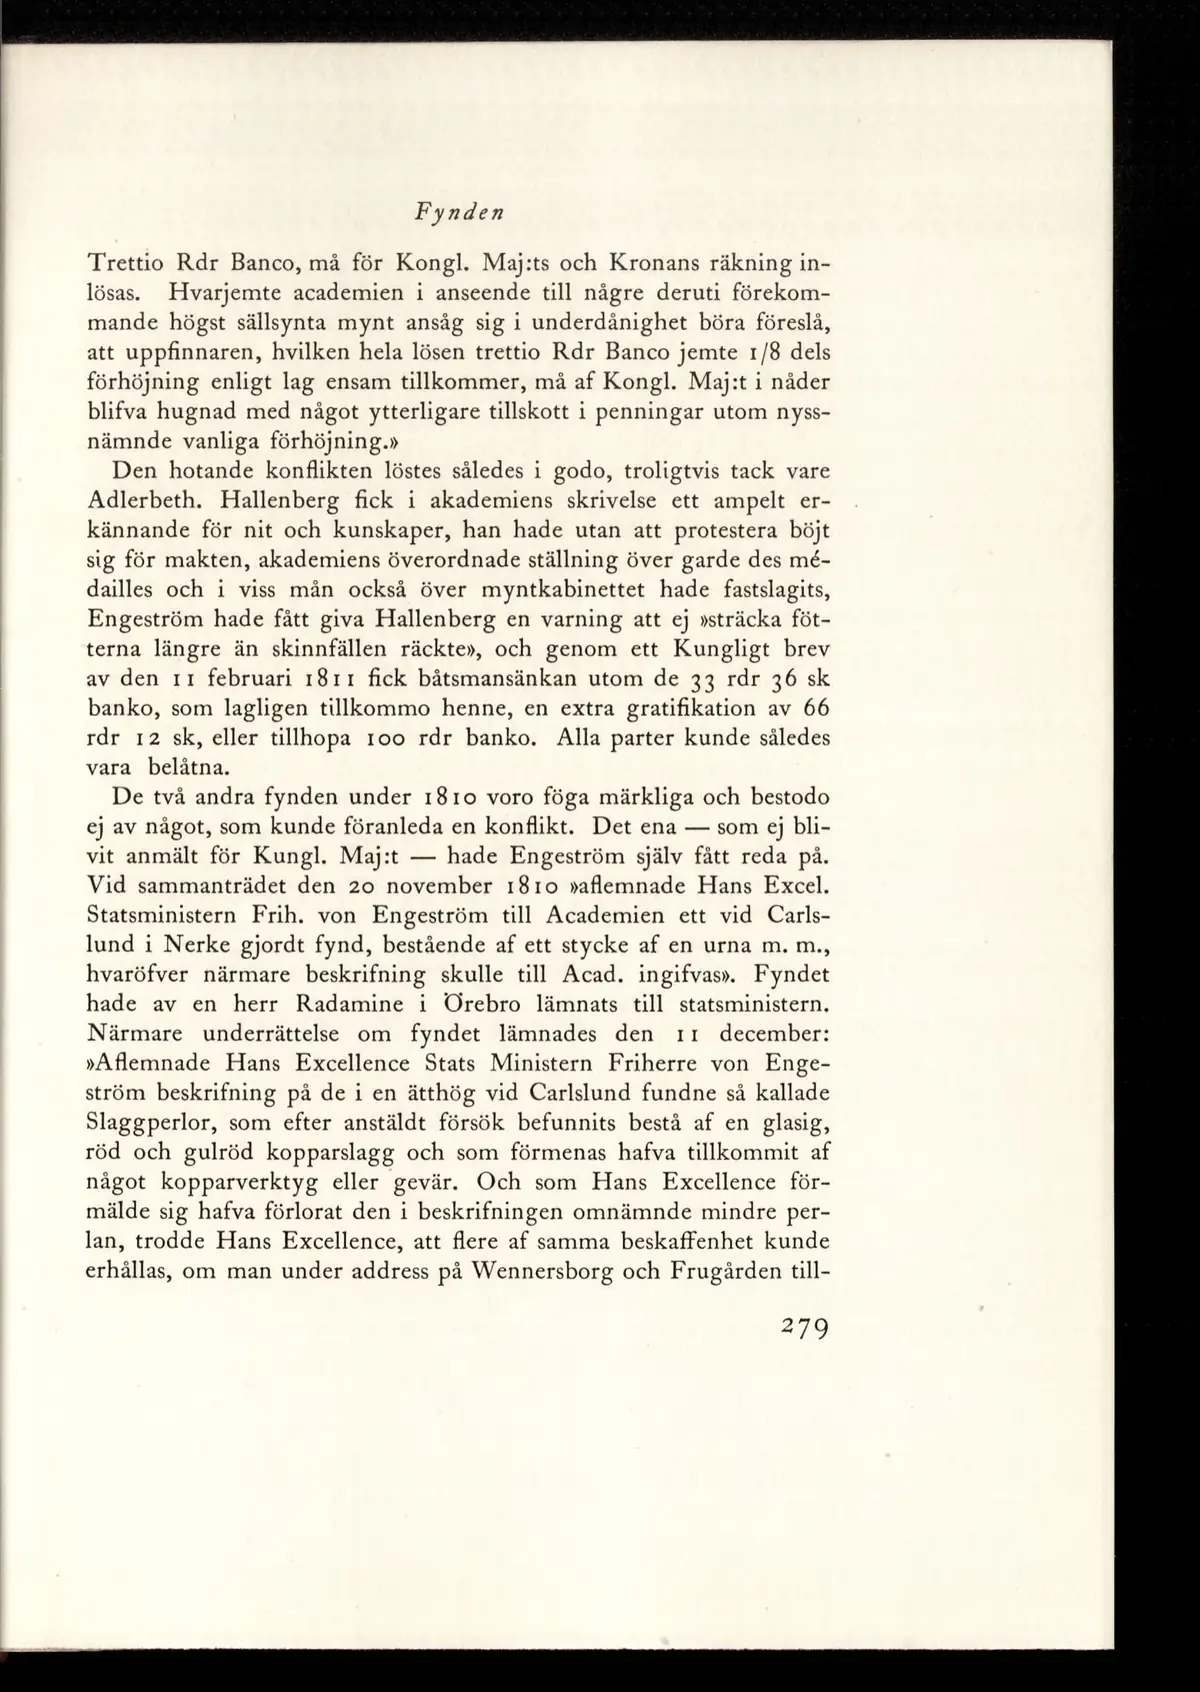 Fynden
Trettio Rdr Banco, må för Kongl. Maj:ts och Kronans räkning in-
lösas. Hvarjemte academien i anseende till någre deruti förekom-
mande högst sällsynta mynt ansåg sig i underdånighet böra föreslå,
att uppfinnaren, hvilken hela lösen trettio Rdr Banco jemte 1/8 dels
förhöjning enligt lag ensam tillkommer, må af Kongl. Maj:t i nåder
blifva hugnad med något ytterligare tillskott i penningar utom nyss-
nämnde vanliga förhöjning.»
Den hotande konflikten löstes således i godo, troligtvis tack vare
Adlerbeth. Hallenberg fick i akademiens skrivelse ett ampelt er-
kännande för nit och kunskaper, han hade utan att protestera böjt
sig för makten, akademiens överordnade ställning över garde des mé-
dailles och i viss mån också över myntkabinettet hade fastslagits,
Engeström hade fått giva Hallenberg en varning att ej »sträcka föt-
terna längre än skinnfällen räckte», och genom ett Kungligt brev
av den 11 februari 1811 fick båtsmansänkan utom de 33 rdr 36 sk
banko, som lagligen tillkommo henne, en extra gratifikation av 66
rdr 12 sk, eller tillhopa 100 rdr banko. Alla parter kunde således
vara belåtna.
De två andra fynden under 1810 voro föga märkliga och bestodo
ej av något, som kunde föranleda en konflikt. Det ena — som ej bli-
vit anmält för Kungl. Maj:t — hade Engeström själv fått reda på.
Vid sammanträdet den 20 november 1810 »aflemnade Hans Excel.
Statsministern Frih. von Engeström till Academien ett vid Carls-
lund i Nerke gjordt fynd, bestående af ett stycke af en urna m. m.,
hvaröfver närmare beskrifning skulle till Acad. ingifvas». Fyndet
hade av en herr Radamine i Örebro lämnats till statsministern.
Närmare underrättelse om fyndet lämnades den 11 december:
»Aflemnade Hans Excellence Stats Ministern Friherre von Enge-
ström beskrifning på de i en ätthög vid Carlslund fundne så kallade
Slaggperlor, som efter anstäldt försök befunnits bestå af en glasig,
röd och gulröd kopparslagg och som förmenas hafva tillkommit af
något kopparverktyg eller gevär. Och som Hans Excellence för-
mälde sig hafva förlorat den i beskrifningen omnämnde mindre per-
lan, trodde Hans Excellence, att flere af samma beskaffenhet kunde
erhållas, om man under address på Wennersborg och Frugården till-
279